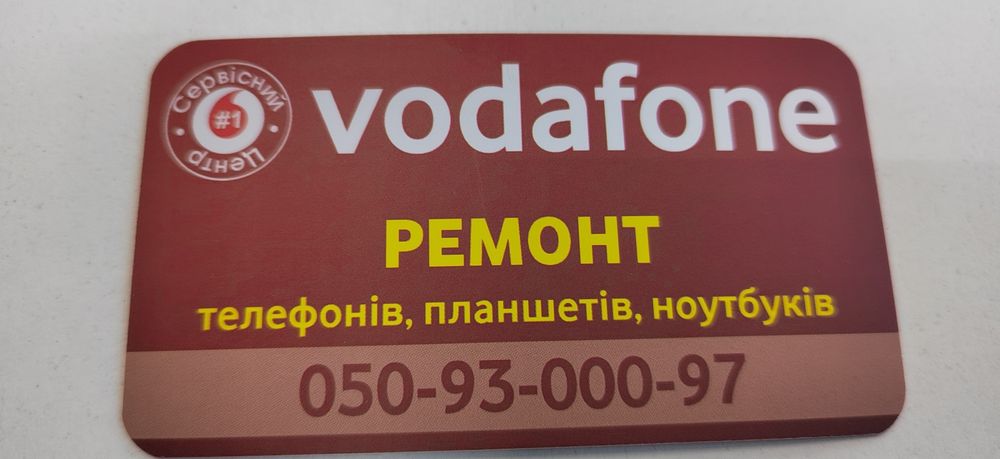 Сервісний
#1
Центр
vodafone
РЕМОНТ
телефонів, планшетів, ноутбуків
050-93-000-97